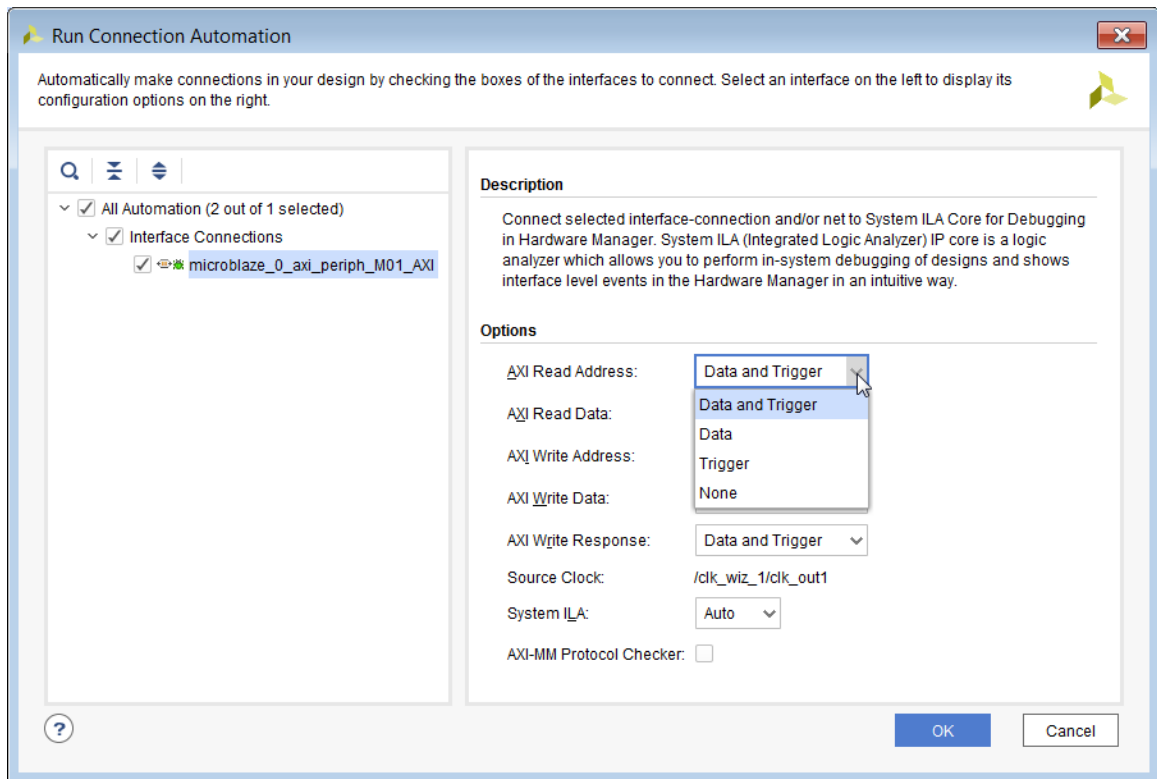 Run Connection Automation
Automatically make connections in your design by checking the boxes of the interfaces to connect. Select an interface on the left to display its
configuration options on the right.
All Automation (2 out of 1 selected)
Interface Connections
microblaze_0_axi_periph_M01_AXI
Description
Connect selected interface-connection and/or net to System ILA Core for Debugging
in Hardware Manager. System ILA (Integrated Logic Analyzer) IP core is a logic
analyzer which allows you to perform in-system debugging of designs and shows
interface level events in the Hardware Manager in an intuitive way.
Options
AXI Read Address: Data and Trigger
Data and Trigger
AXI Read Data:
Data
AXI Write Address:
Trigger
AXI Write Data:
None
AXI Write Response: Data and Trigger
Source Clock: /clk_wiz_1/clk_out1
System ILA: Auto
AXI-MM Protocol Checker:
?
OK Cancel